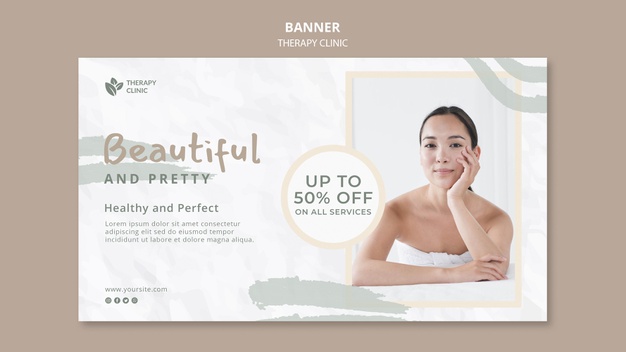 BANNER
THERAPY CLINIC
THERAPY
CLINIC
Beautiful
AND PRETTY
Healthy and Perfect
Lorem ipsum dolor sit amet consectetur
adipiscing elit sed do eiusmod tempor
incididunt ut labore et dolore magna aliqua.
www.yoursite.com
UP TO
50% OFF
ON ALL SERVICES